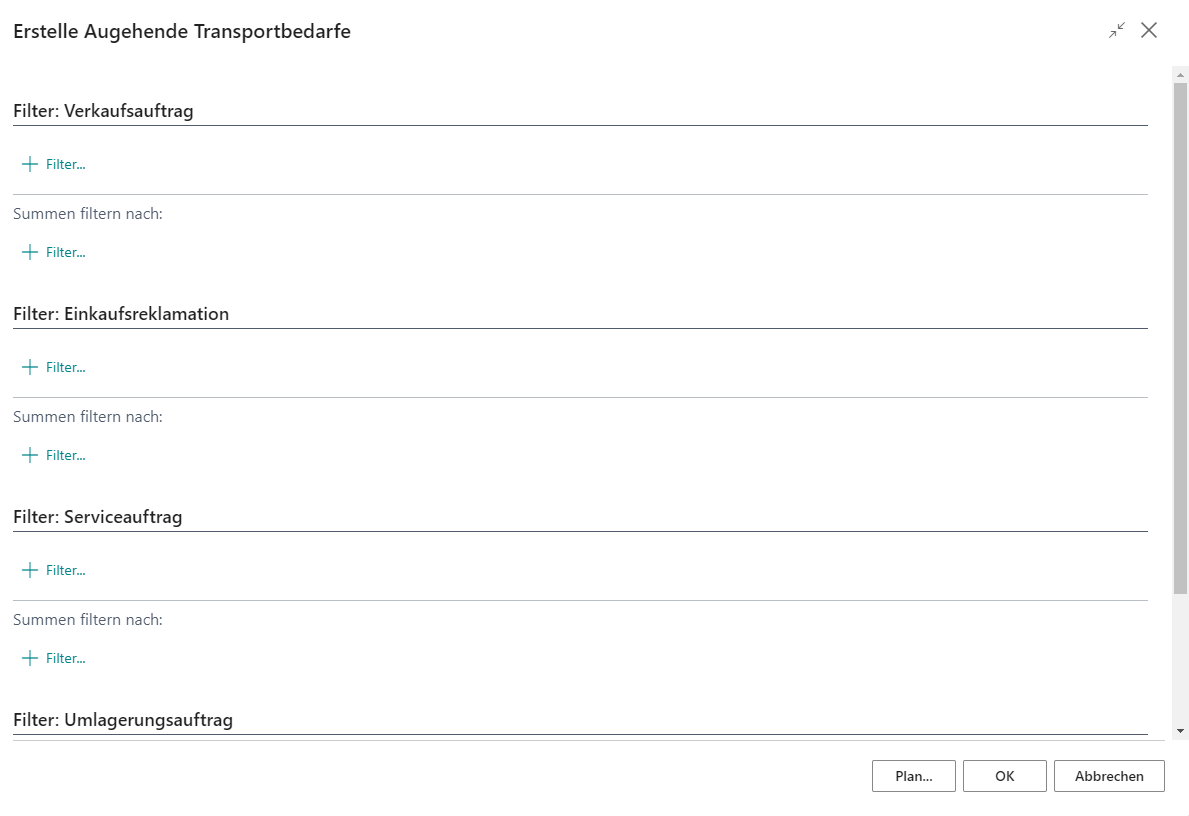 Erstelle Augehende Transportbedarfe
Filter: Verkaufsauftrag
Filter...
Summen filtern nach:
Filter...
Filter: Einkaufsreklamation
Filter...
Summen filtern nach:
Filter...
Filter: Serviceauftrag
Filter...
Summen filtern nach:
Filter...
Filter: Umlagerungsauftrag
Plan... OK Abbrechen